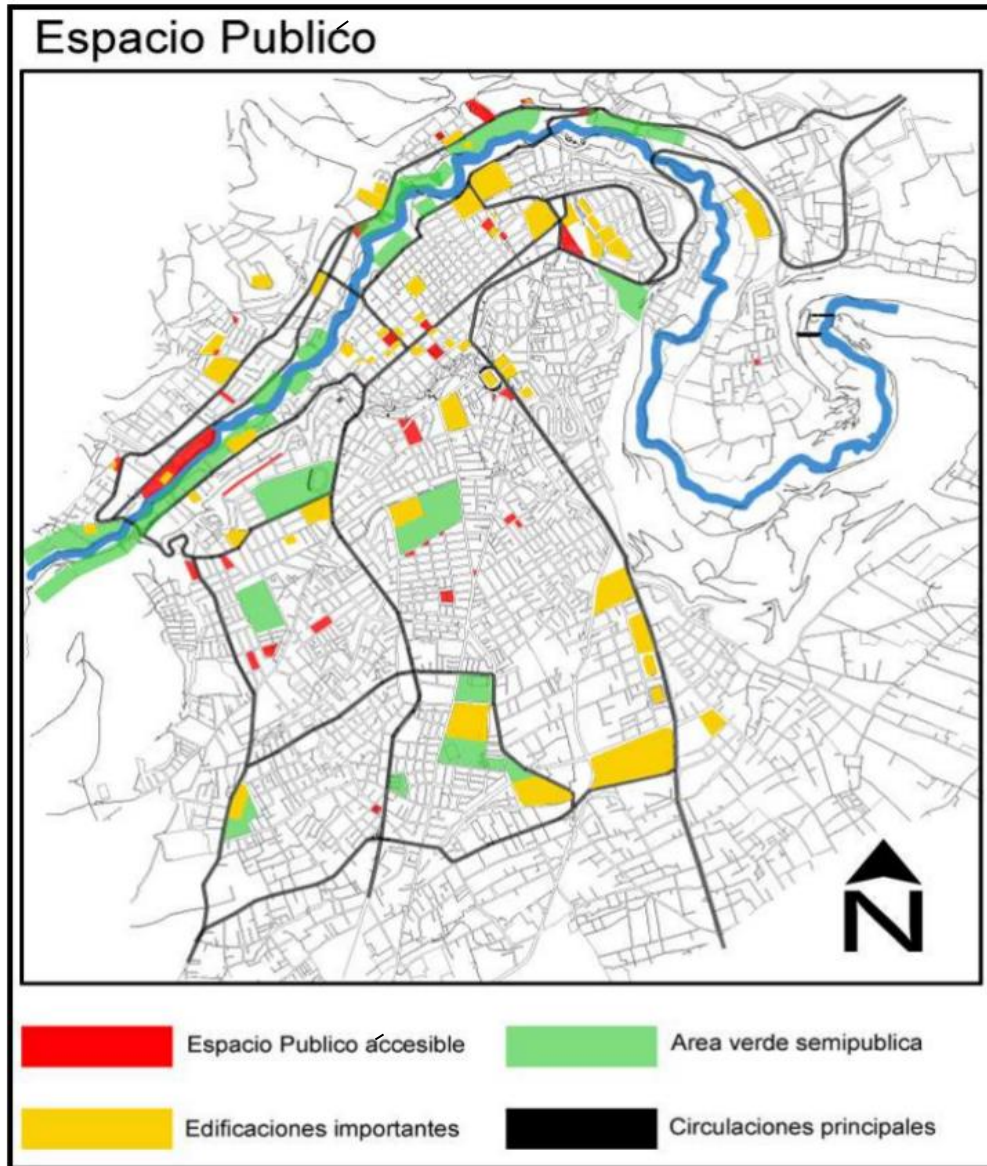 Espacio Publićo
N
Espacio Publico áccesible
Area verde semipublica
Edificaciones importantes
Circulaciones principales